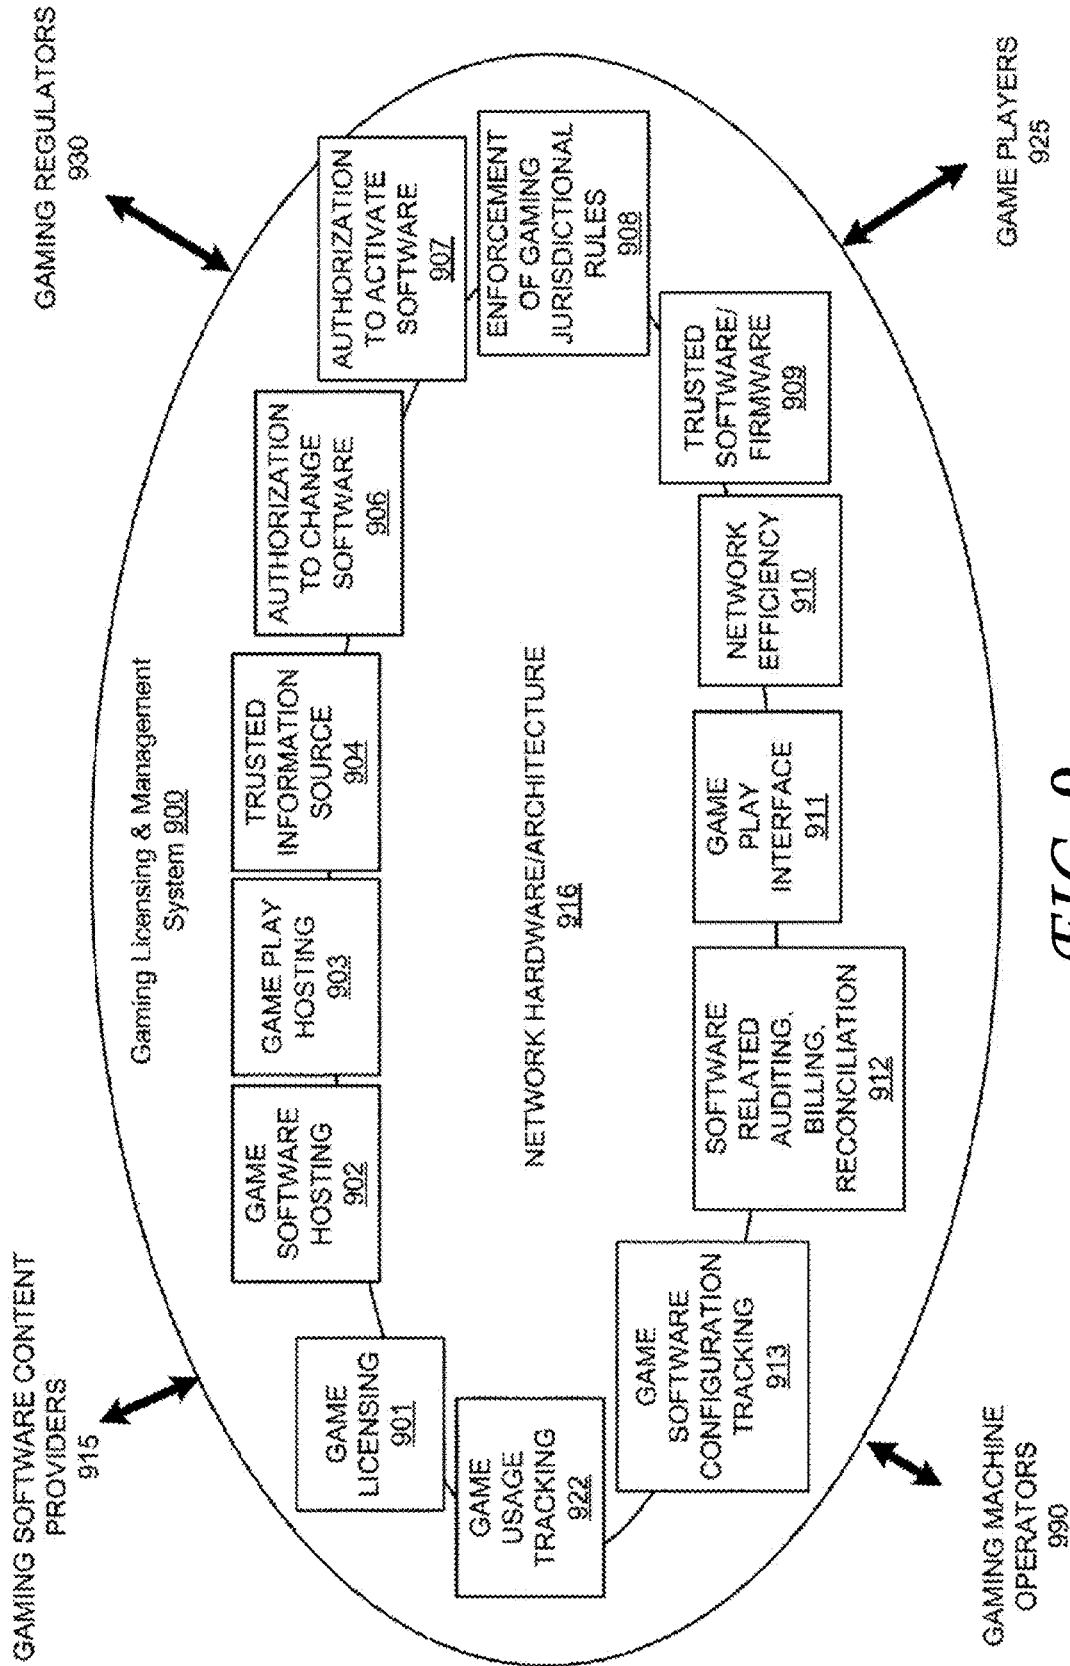 GAMING SOFTWARE CONTENT
PROVIDERS
915
GAMING REGULATORS
930
Gaming Licensing & Management
System 900
GAME
LICENSING
901
GAME
SOFTWARE
HOSTING
902
GAME PLAY
HOSTING
903
TRUSTED
INFORMATION
SOURCE
904
AUTHORIZATION
TO CHANGE
SOFTWARE
906
AUTHORIZATION
TO ACTIVATE
SOFTWARE
907
ENFORCEMENT
OF GAMING
JURISDICTIONAL
RULES
908
NETWORK HARDWARE/ARCHITECTURE
916
GAME
USAGE
TRACKING
922
GAME
SOFTWARE
CONFIGURATION
TRACKING
913
SOFTWARE
RELATED
AUDITING,
BILLING,
RECONCILIATION
912
GAME
PLAY
INTERFACE
911
NETWORK
EFFICIENCY
910
TRUSTED
SOFTWARE/
FIRMWARE
909
GAMING MACHINE
OPERATORS
990
GAME PLAYERS
925